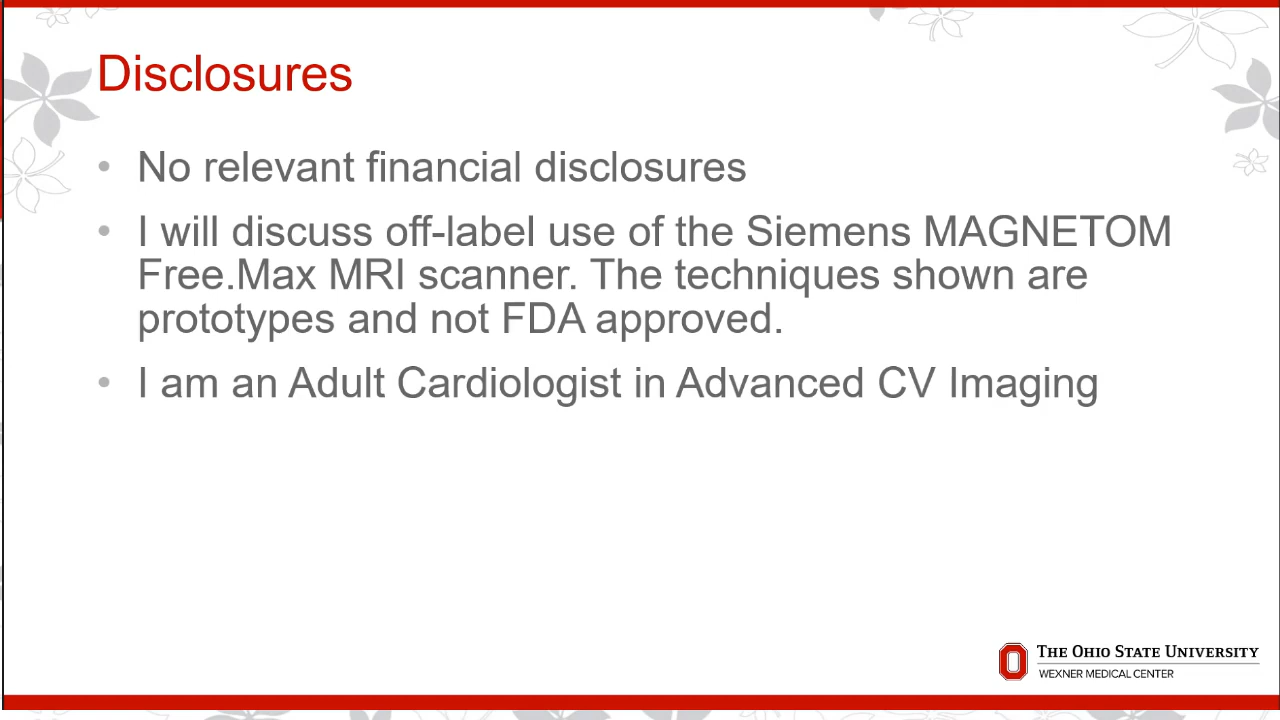 Disclosures
• No relevant financial disclosures
• I will discuss off-label use of the Siemens MAGNETOM
Free.Max MRI scanner. The techniques shown are
prototypes and not FDA approved.
• I am an Adult Cardiologist in Advanced CV Imaging
THE OHIO STATE UNIVERSITY
WEXNER MEDICAL CENTER